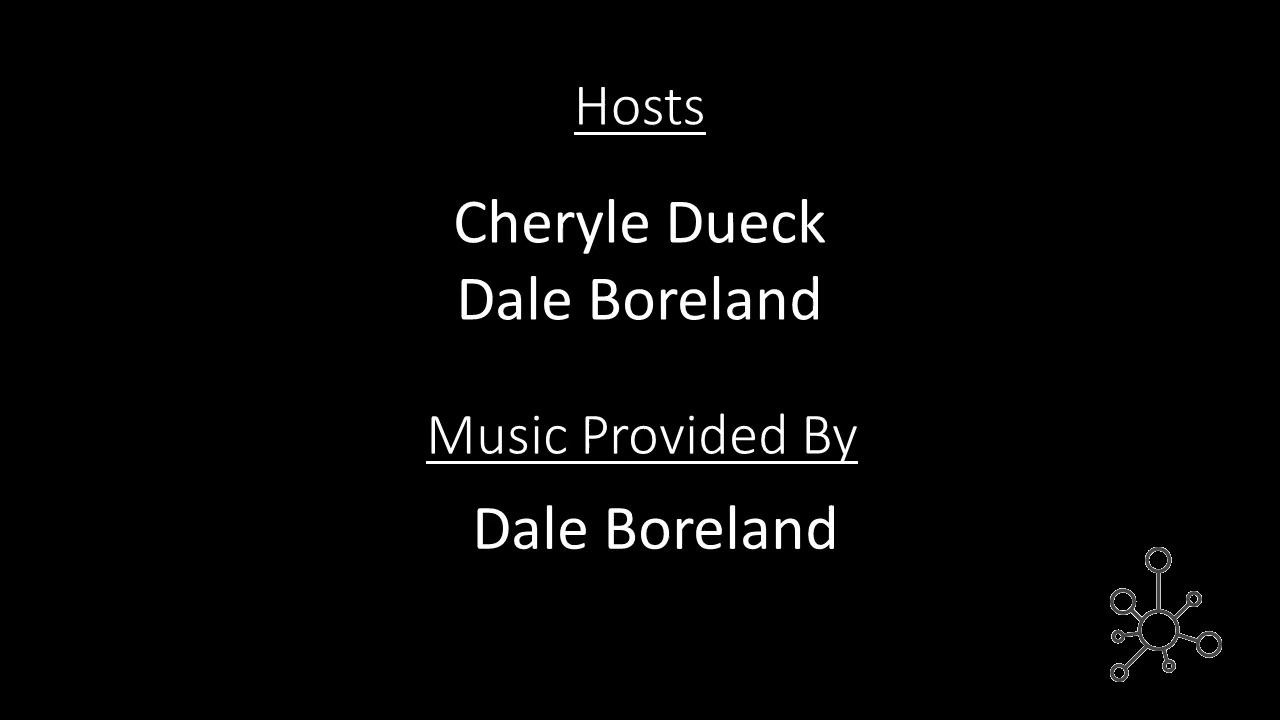 Hosts
Cheryle Dueck
Dale Boreland
Music Provided By
Dale Boreland